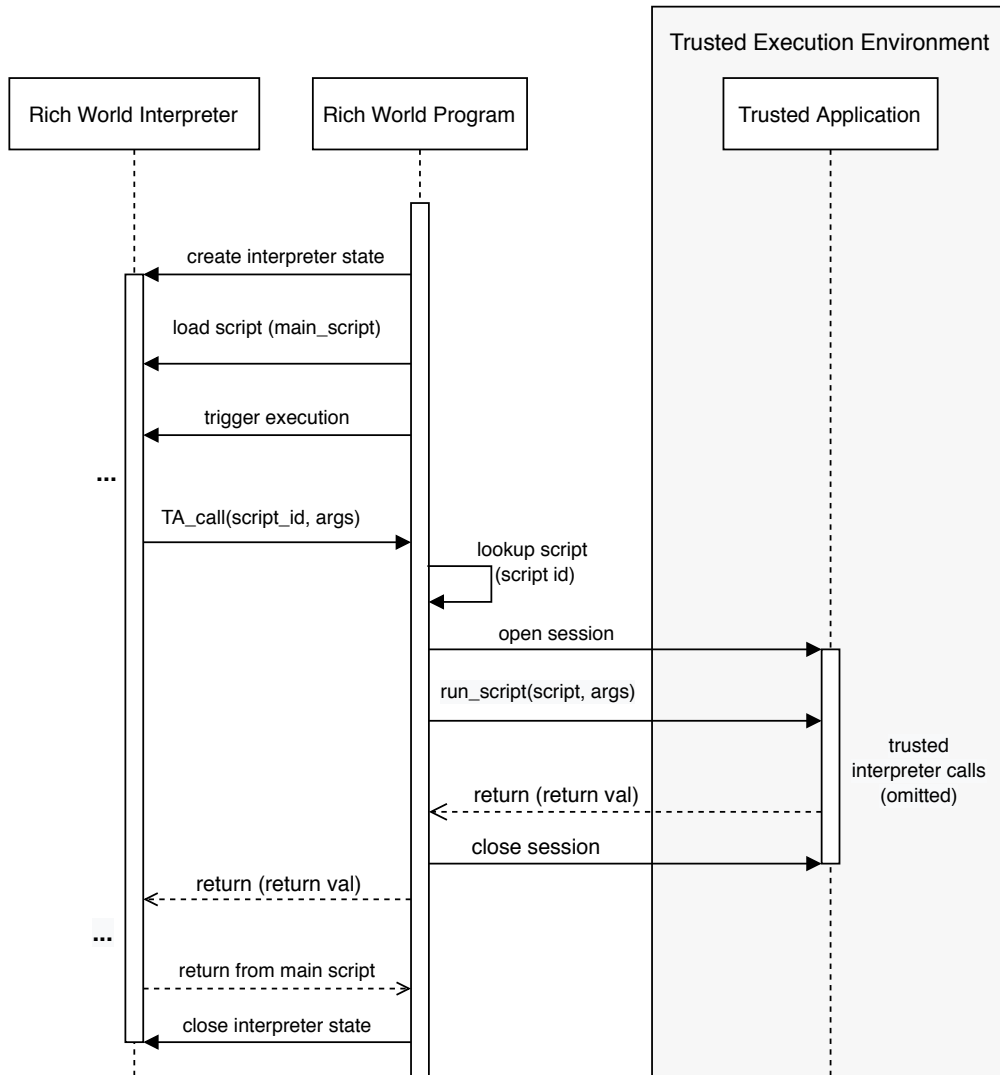 Trusted Execution Environment
Rich World Interpreter
Rich World Program
Trusted Application
create interpreter state
load script (main_script)
trigger execution
...
TA_call(script_id, args)
lookup script
(script id)
open session
run_script(script, args)
trusted
interpreter calls
(omitted)
return (return val)
close session
return (return val)
...
return from main script
close interpreter state